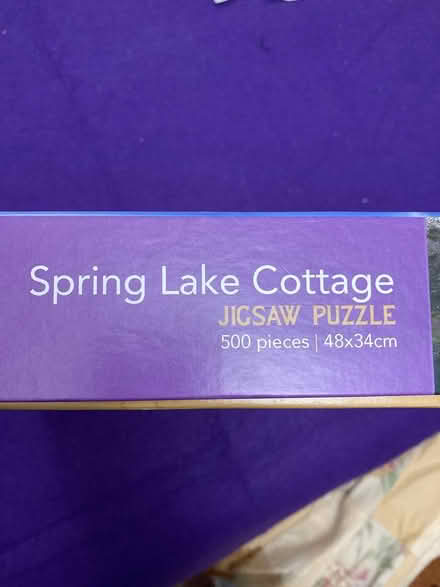 Spring Lake Cottage
JIGSAW PUZZLE
500 pieces | 48x34cm